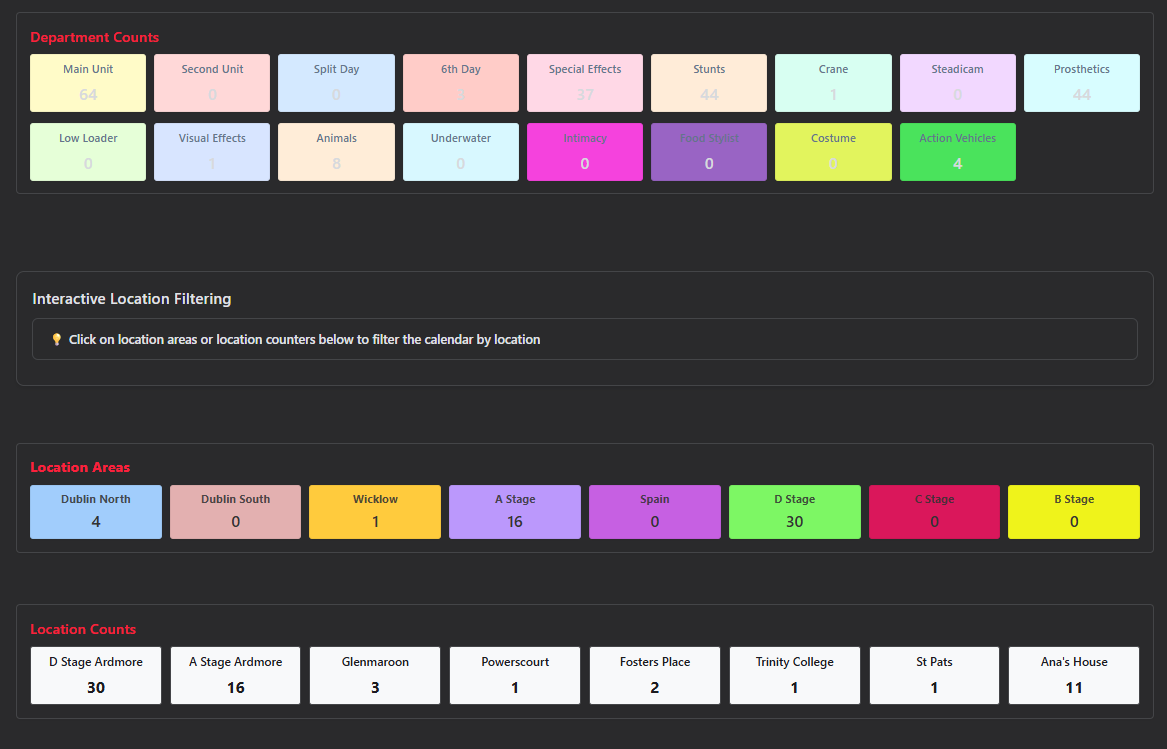 Department Counts
Main Unit Second Unit Split Day 6th Day Special Effects Stunts Crane Steadicam Prosthetics
64 0 0 4 37 44 1 0 44
Low Loader Visual Effects Animals Underwater Intimacy Food Stylist Costume Action Vehicles
0 1 8 0 0 0 0 4
Interactive Location Filtering
💡 Click on location areas or location counters below to filter the calendar by location
Location Areas
Dublin North Dublin South Wicklow A Stage Spain D Stage C Stage B Stage
4 0 1 16 0 30 0 0
Location Counts
D Stage Ardmore A Stage Ardmore Glenmaroon Powerscourt Fosters Place Trinity College St Pats Ana's House
30 16 3 1 2 1 1 11